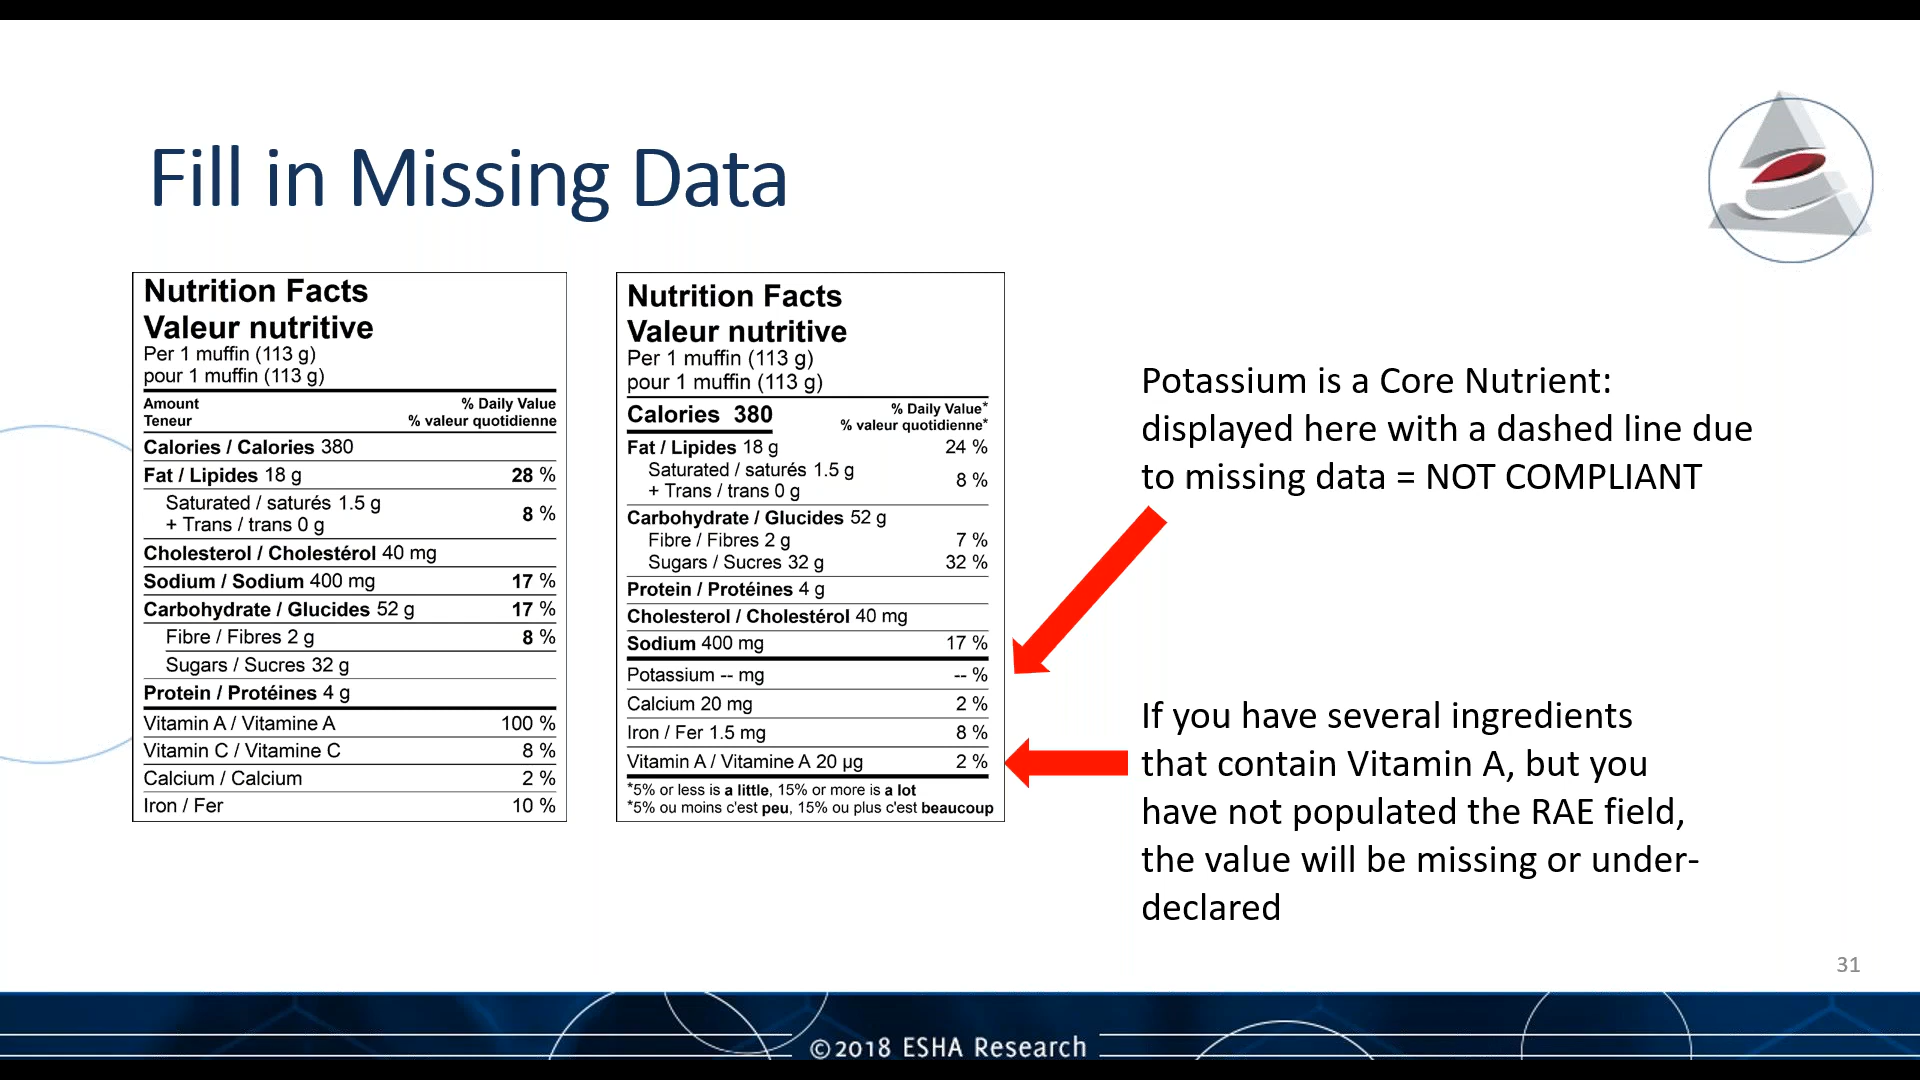 Fill in Missing Data
Nutrition Facts
Valeur nutritive
Per 1 muffin (113 g)
pour 1 muffin (113 g)
Amount % Daily Value
Teneur % valeur quotidienne
Calories / Calories 380
Fat / Lipides 18 g 28 %
Saturated / saturés 1.5 g
+ Trans / trans 0 g 8 %
Cholesterol / Cholestérol 40 mg
Sodium / Sodium 400 mg 17 %
Carbohydrate / Glucides 52 g 17 %
Fibre / Fibres 2 g 8 %
Sugars / Sucres 32 g
Protein / Protéines 4 g
Vitamin A / Vitamine A 100 %
Vitamin C / Vitamine C 8 %
Calcium / Calcium 2 %
Iron / Fer 10 %
Nutrition Facts
Valeur nutritive
Per 1 muffin (113 g)
pour 1 muffin (113 g)
Calories 380 % Daily Value*
% valeur quotidienne*
Fat / Lipides 18 g 24 %
Saturated / saturés 1.5 g
+ Trans / trans 0 g 8 %
Carbohydrate / Glucides 52 g
Fibre / Fibres 2 g 7 %
Sugars / Sucres 32 g 32 %
Protein / Protéines 4 g
Cholesterol / Cholestérol 40 mg
Sodium 400 mg 17 %
Potassium -- mg -- %
Calcium 20 mg 2 %
Iron / Fer 1.5 mg 8 %
Vitamin A / Vitamine A 20 µg 2 %
*5% or less is a little, 15% or more is a lot
*5% ou moins c'est peu, 15% ou plus c'est beaucoup
Potassium is a Core Nutrient:
displayed here with a dashed line due
to missing data = NOT COMPLIANT
If you have several ingredients
that contain Vitamin A, but you
have not populated the RAE field,
the value will be missing or under-
declared
31
©2018 ESHA Research